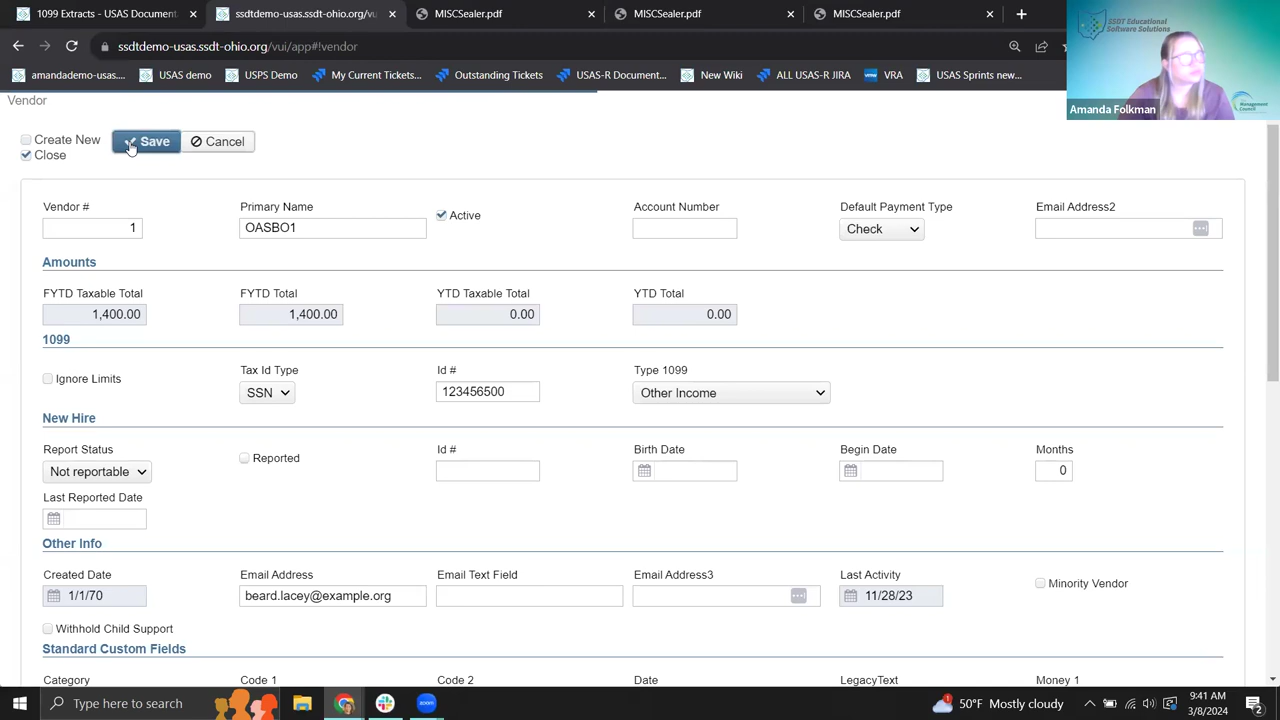 1099 Extracts - USAS Document
ssdtdemo-usas.ssdt-ohio.org/vu
MISCSealer.pdf
MISCSealer.pdf
MISCSealer.pdf
SSDT Educational
Software Solutions
ssdtdemo-usas.ssdt-ohio.org/vui/app#!vendor
amandademo-usas.ss... USAS demo USPS Demo My Current Tickets... Outstanding Tickets... USAS-R Document... New Wiki ALL USAS-R JIRA VRA USAS Sprints new...
Management
Council
Amanda Folkman
Vendor
Create New
Close
Save
Cancel
Vendor # Primary Name Account Number Default Payment Type Email Address2
1 OASBO1 Active Check
Amounts
FYTD Taxable Total FYTD Total YTD Taxable Total YTD Total
1,400.00 1,400.00 0.00 0.00
1099
Ignore Limits Tax Id Type Id # Type 1099
SSN 123456500 Other Income
New Hire
Report Status Reported Id # Birth Date Begin Date Months
Not reportable 0
Last Reported Date
Other Info
Created Date Email Address Email Text Field Email Address3 Last Activity Minority Vendor
1/1/70 beard.lacey@example.org 11/28/23
Withhold Child Support
Standard Custom Fields
Category Code 1 Code 2 Date LegacyText Money 1
Type here to search
50°F Mostly cloudy
9:41 AM
3/8/2024
1
2